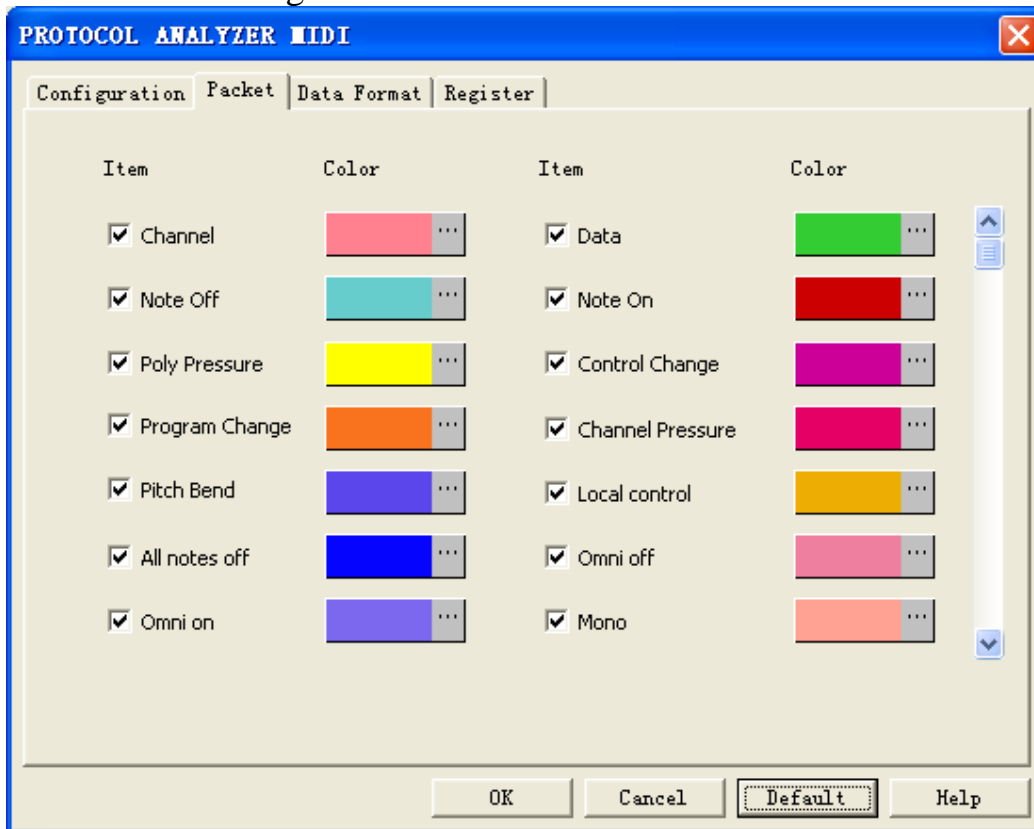 PROTOCOL ANALYZER MIDI
Configuration Packet Data Format Register
Item Color Item Color
Channel ... Data ...
Note Off ... Note On ...
Poly Pressure ... Control Change ...
Program Change ... Channel Pressure ...
Pitch Bend ... Local control ...
All notes off ... Omni off ...
Omni on ... Mono ...
OK Cancel Default Help